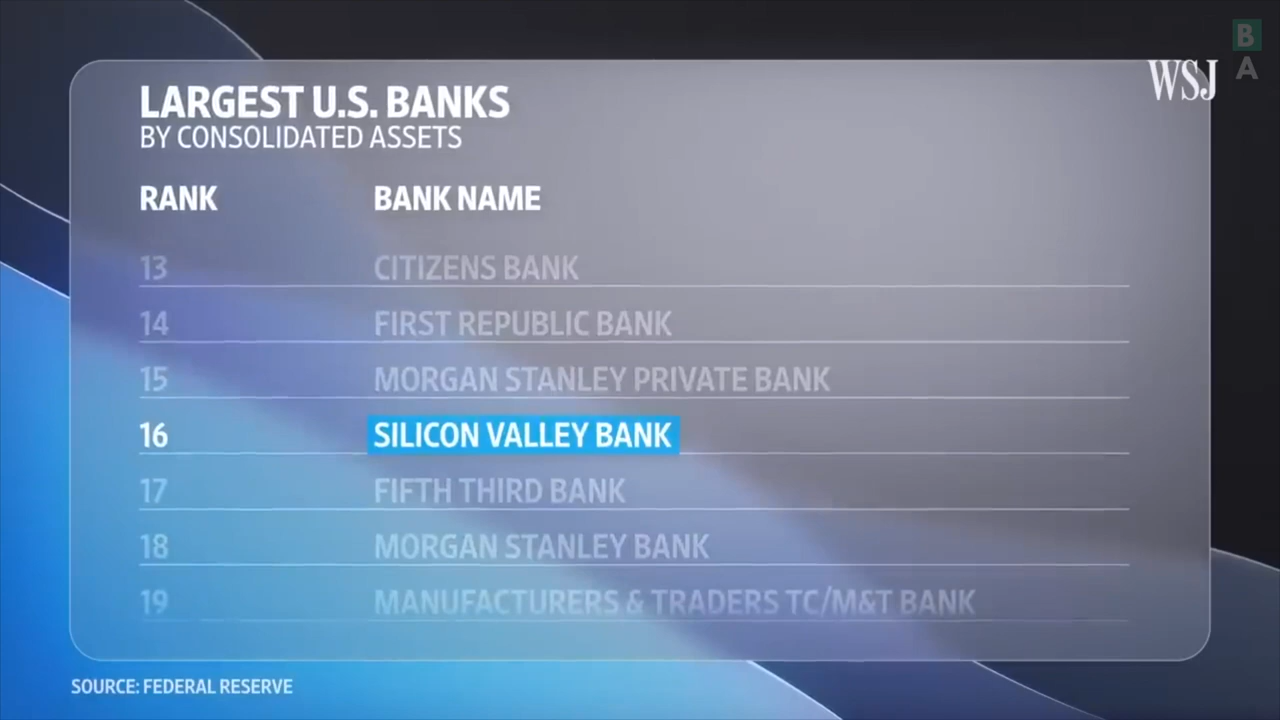 B
A
WSJ
LARGEST U.S. BANKS
BY CONSOLIDATED ASSETS
RANK BANK NAME
13 CITIZENS BANK
14 FIRST REPUBLIC BANK
15 MORGAN STANLEY PRIVATE BANK
16 SILICON VALLEY BANK
17 FIFTH THIRD BANK
18 MORGAN STANLEY BANK
19 MANUFACTURERS & TRADERS TC/M&T BANK
SOURCE: FEDERAL RESERVE